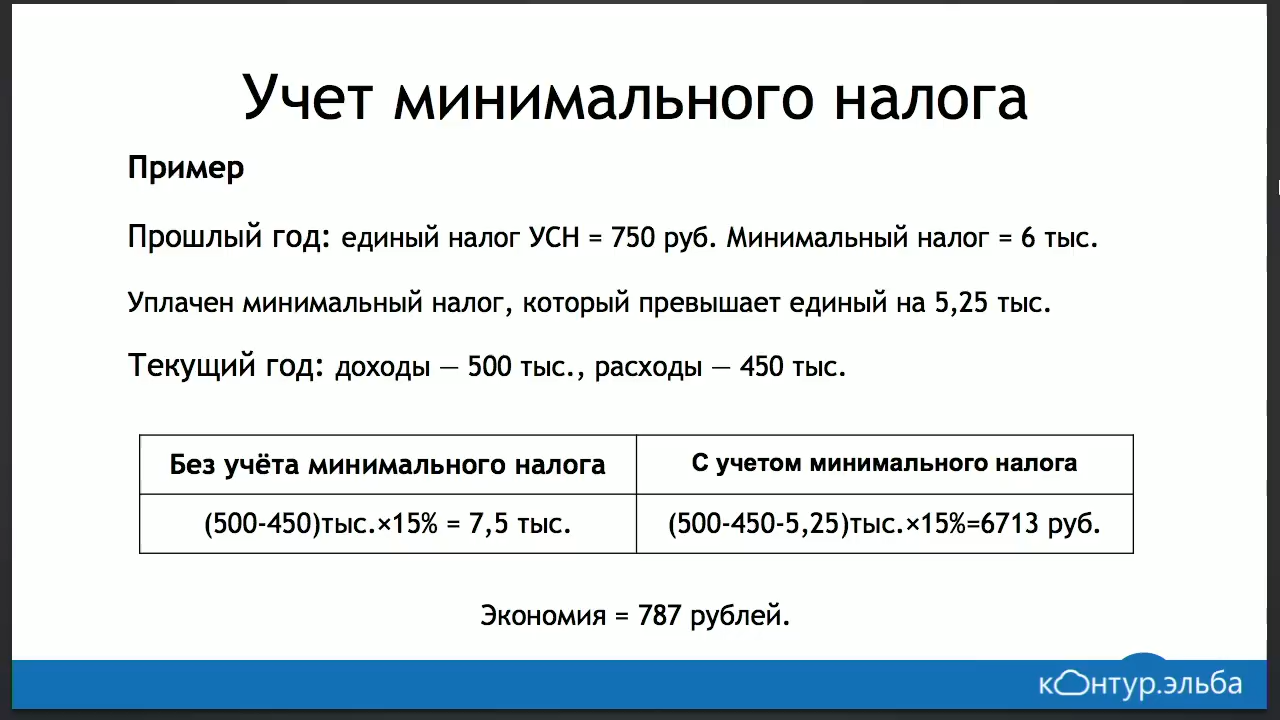 Учет минимального налога
Пример
Прошлый год: единый налог УСН = 750 руб. Минимальный налог = 6 тыс.
Уплачен минимальный налог, который превышает единый на 5,25 тыс.
Текущий год: доходы — 500 тыс., расходы — 450 тыс.
Без учёта минимального налога
С учетом минимального налога
(500-450)тыс.×15% = 7,5 тыс.
(500-450-5,25)тыс.×15%=6713 руб.
Экономия = 787 рублей.
контур.эльба